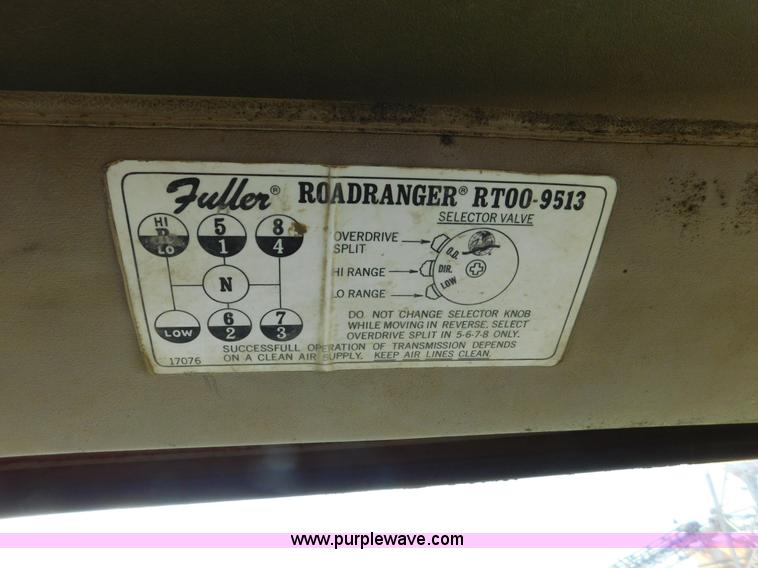 Fuller® ROADRANGER® RTOO-9513
SELECTOR VALVE
HI
R
LO
5
1
8
4
N
LOW
6
2
7
3
OVERDRIVE
SPLIT
HI RANGE
LO RANGE
O.D.
DIR.
LOW
DO NOT CHANGE SELECTOR KNOB
WHILE MOVING IN REVERSE. SELECT
OVERDRIVE SPLIT IN 5-6-7-8 ONLY.
SUCCESSFULL OPERATION OF TRANSMISSION DEPENDS
ON A CLEAN AIR SUPPLY. KEEP AIR LINES CLEAN.
17076
www.purplewave.com